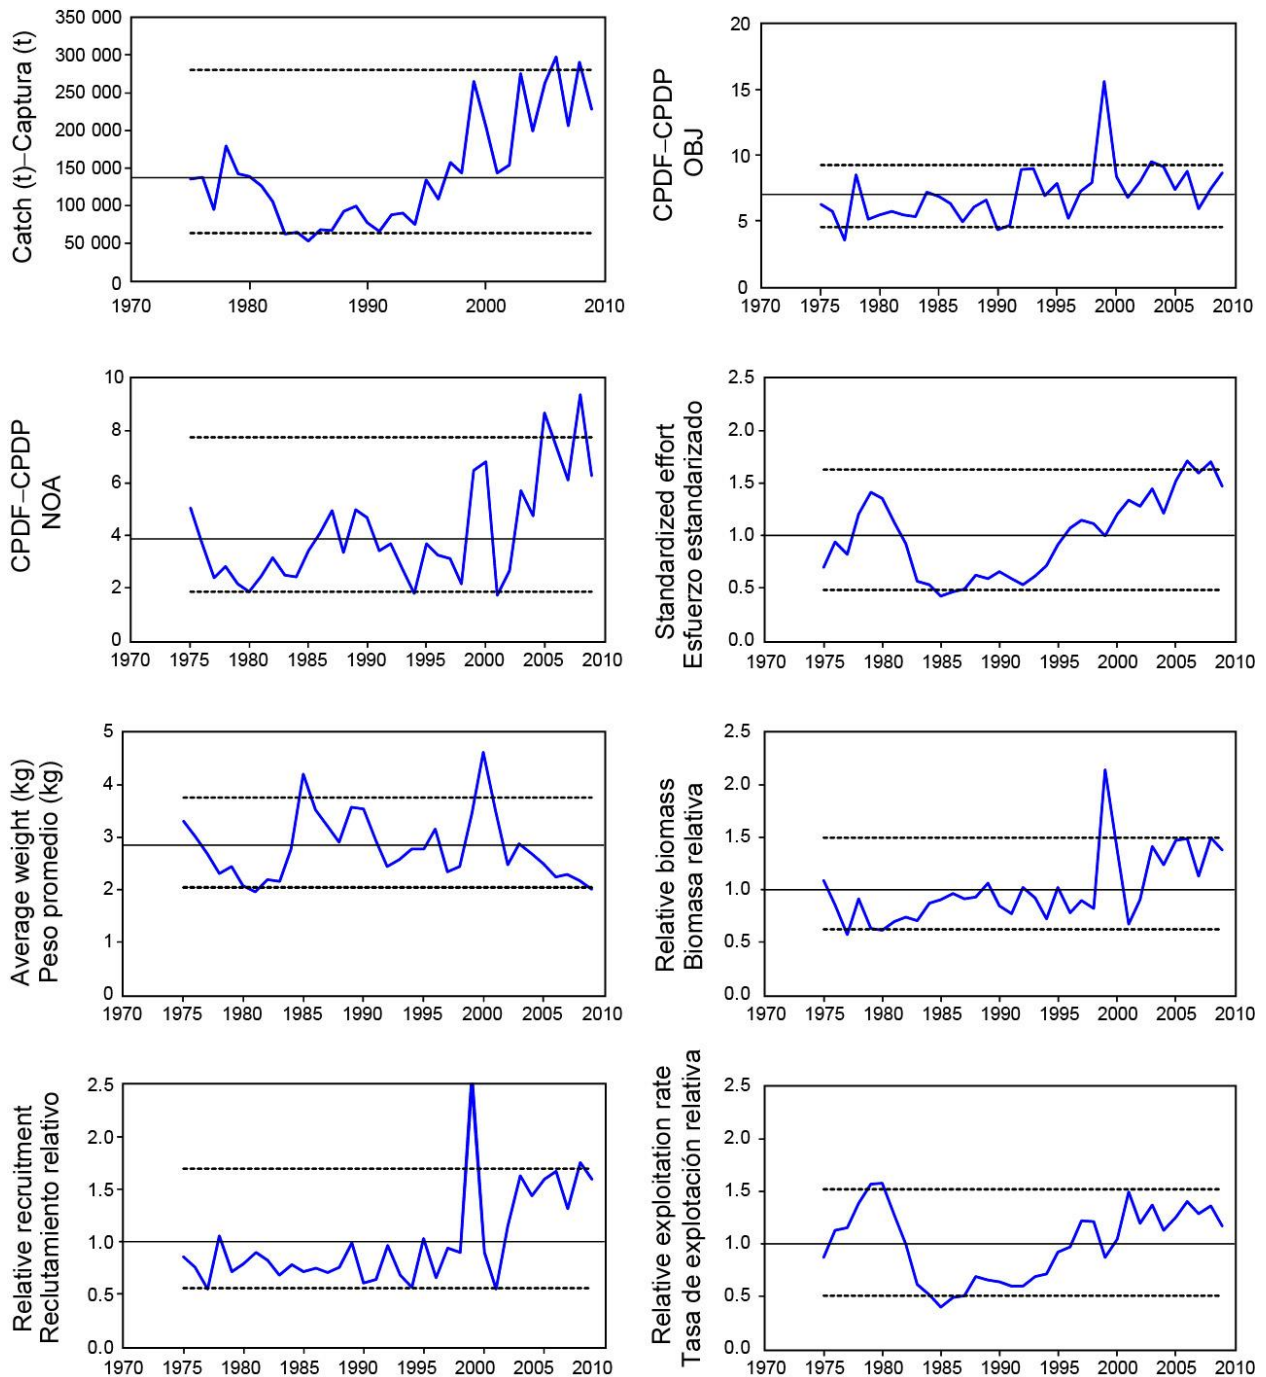 Catch (t)–Captura (t)
350 000
300 000
250 000
200 000
150 000
100 000
50 000
0
1970 1980 1990 2000 2010
CPDF–CPDP
OBJ
20
15
10
5
0
1970 1975 1980 1985 1990 1995 2000 2005 2010
CPDF–CPDP
NOA
10
8
6
4
2
0
1970 1975 1980 1985 1990 1995 2000 2005 2010
Standardized effort
Esfuerzo estandarizado
2.5
2.0
1.5
1.0
0.5
0.0
1970 1975 1980 1985 1990 1995 2000 2005 2010
Average weight (kg)
Peso promedio (kg)
5
4
3
2
1
0
1970 1975 1980 1985 1990 1995 2000 2005 2010
Relative biomass
Biomasa relativa
2.5
2.0
1.5
1.0
0.5
0.0
1970 1975 1980 1985 1990 1995 2000 2005 2010
Relative recruitment
Reclutamiento relativo
2.5
2.0
1.5
1.0
0.5
0.0
1970 1975 1980 1985 1990 1995 2000 2005 2010
Relative exploitation rate
Tasa de explotación relativa
2.5
2.0
1.5
1.0
0.5
0.0
1970 1975 1980 1985 1990 1995 2000 2005 2010